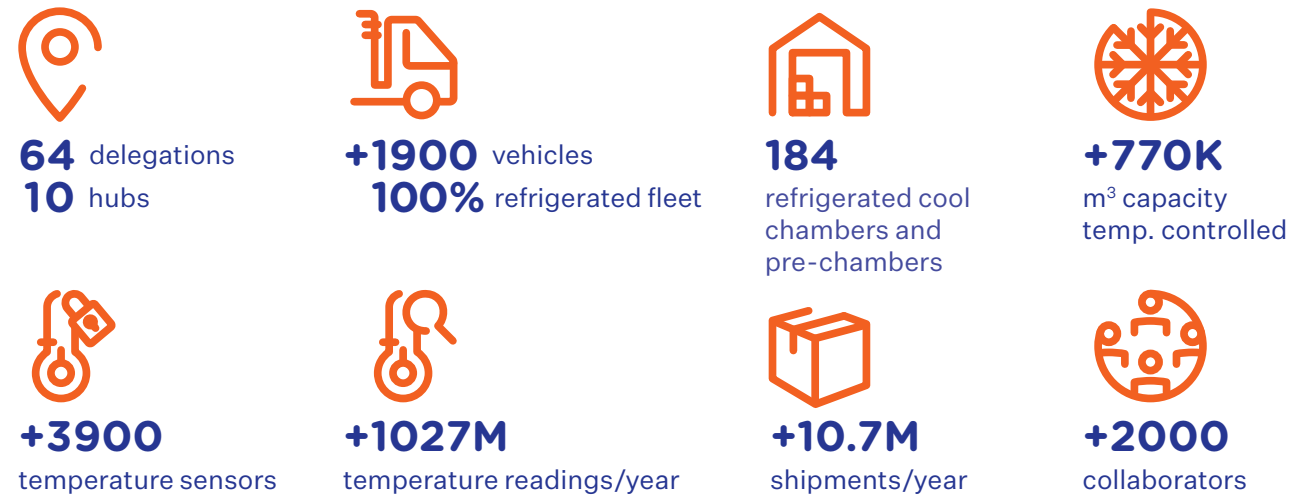 64 delegations
10 hubs
+1900 vehicles
100% refrigerated fleet
184
refrigerated cool
chambers and
pre-chambers
+770K
m³ capacity
temp. controlled
+3900
temperature sensors
+1027M
temperature readings/year
+10.7M
shipments/year
+2000
collaborators